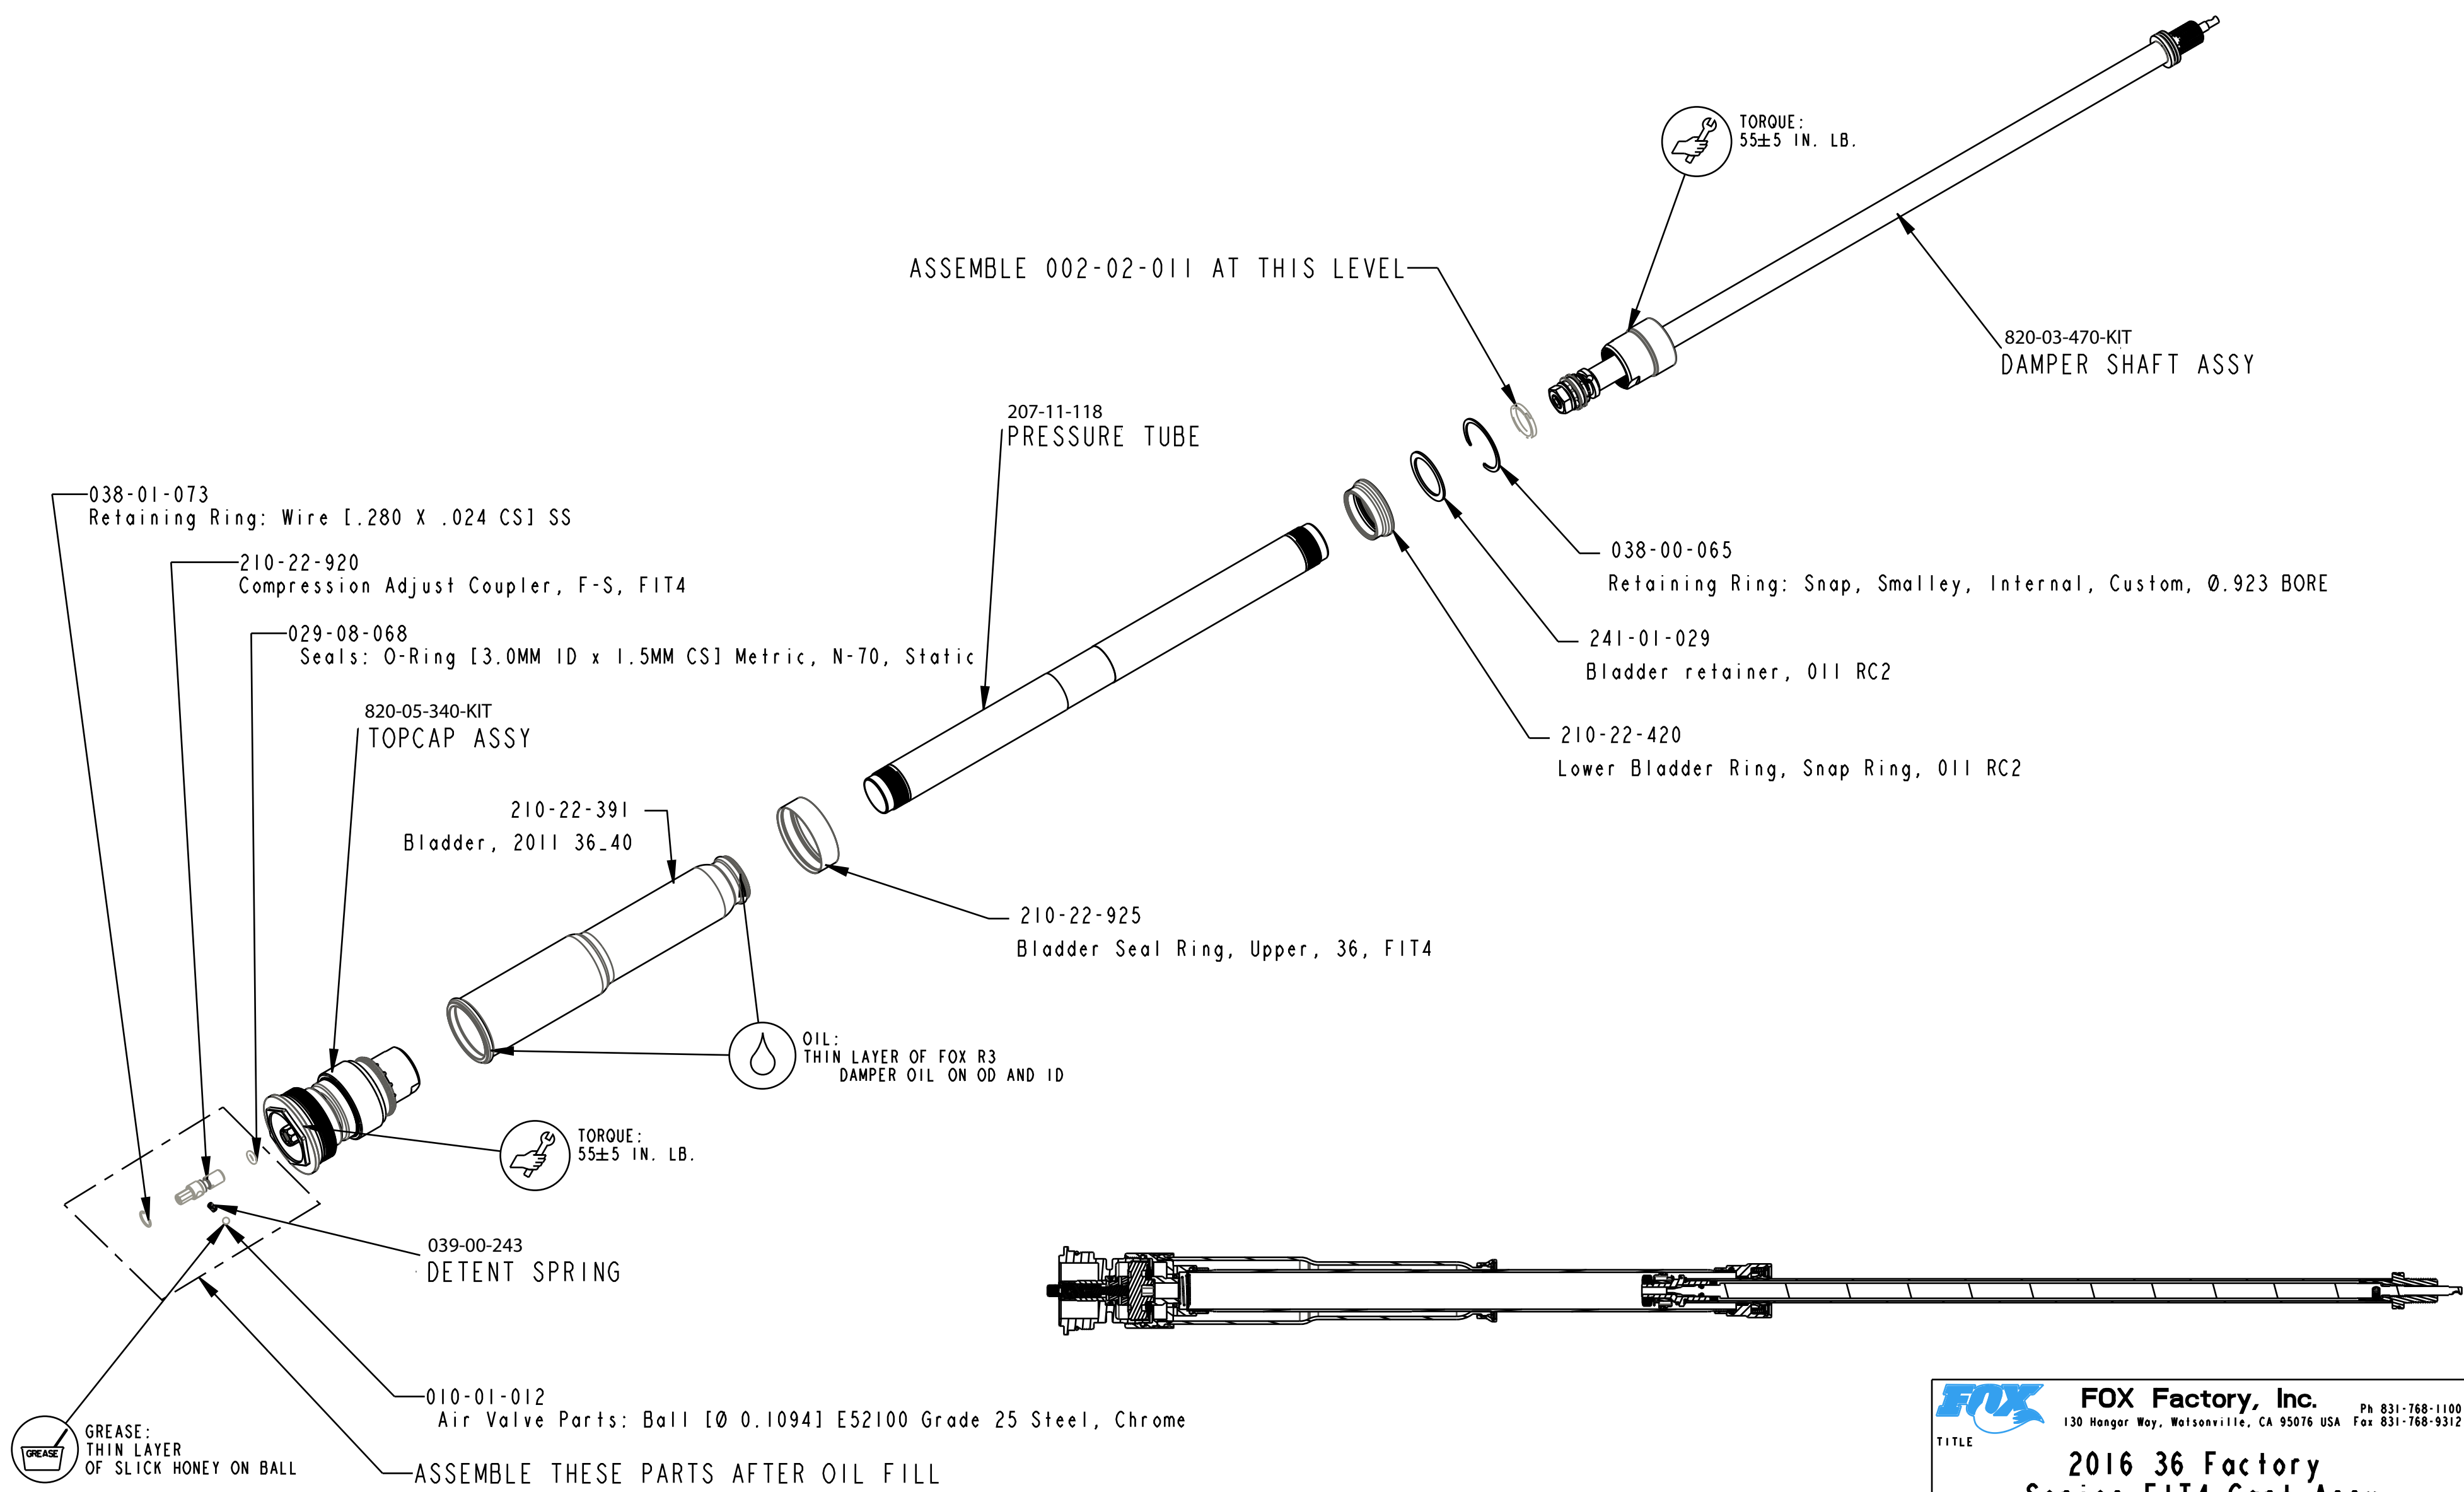 TORQUE:
55±5 IN. LB.
ASSEMBLE 002-02-011 AT THIS LEVEL
820-03-470-KIT
DAMPER SHAFT ASSY
207-11-118
PRESSURE TUBE
038-01-073
Retaining Ring: Wire [.280 X .024 CS] SS
210-22-920
Compression Adjust Coupler, F-S, FIT4
029-08-068
Seals: O-Ring [3.0MM ID x 1.5MM CS] Metric, N-70, Static
038-00-065
Retaining Ring: Snap, Smalley, Internal, Custom, Ø.923 BORE
241-01-029
Bladder retainer, 011 RC2
820-05-340-KIT
TOPCAP ASSY
210-22-420
Lower Bladder Ring, Snap Ring, 011 RC2
210-22-391
Bladder, 2011 36_40
210-22-925
Bladder Seal Ring, Upper, 36, FIT4
OIL:
THIN LAYER OF FOX R3
DAMPER OIL ON OD AND ID
TORQUE:
55±5 IN. LB.
039-00-243
DETENT SPRING
010-01-012
Air Valve Parts: Ball [Ø 0.1094] E52100 Grade 25 Steel, Chrome
GREASE
GREASE:
THIN LAYER
OF SLICK HONEY ON BALL
ASSEMBLE THESE PARTS AFTER OIL FILL
FOX
FOX Factory, Inc.
Ph 831-768-1100
130 Hangar Way, Watsonville, CA 95076 USA Fax 831-768-9312
TITLE
2016 36 Factory